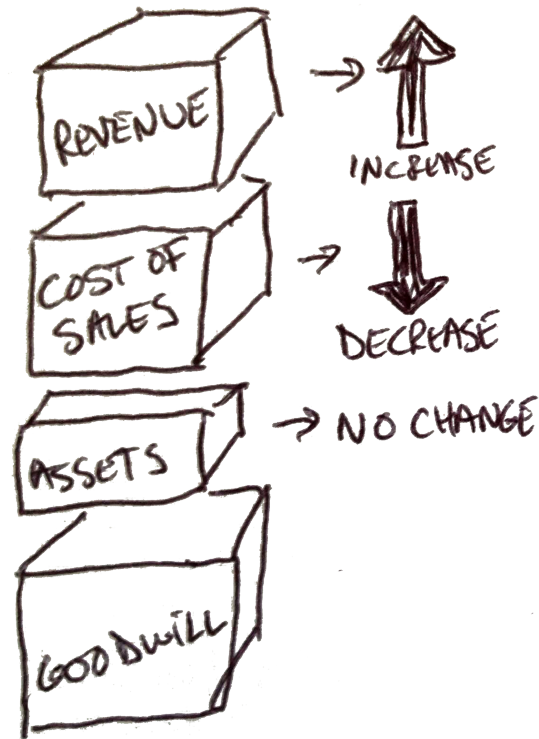 REVENUE
INCREASE
COST OF
SALES
DECREASE
ASSETS
NO CHANGE
GOODWILL